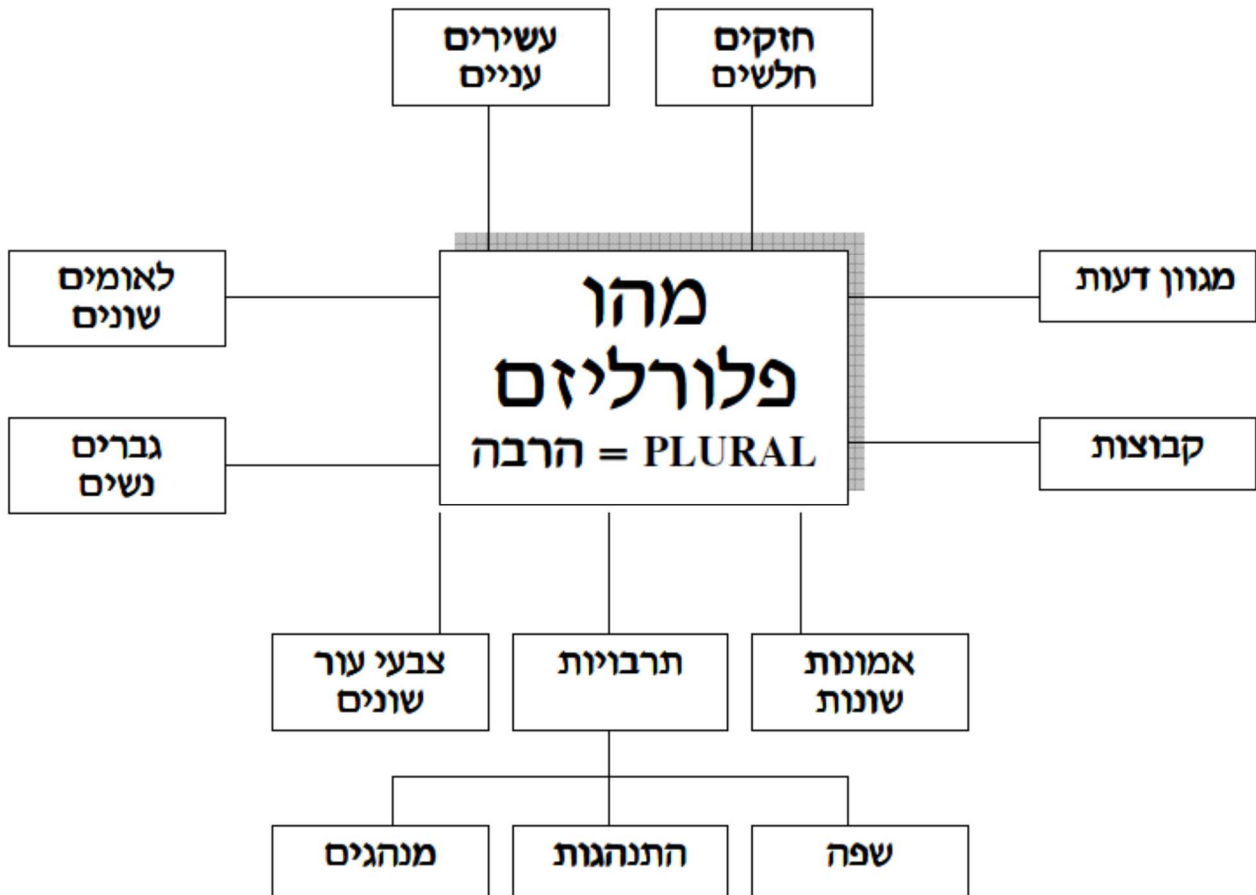 חזקים
חלשים
עשירים
עניים
מהו
פלורליזם
PLURAL = הרבה
מגוון דעות
לאומים
שונים
קבוצות
גברים
נשים
אמונות
שונות
תרבויות
צבעי עור
שונים
שפה
התנהגות
מנהגים